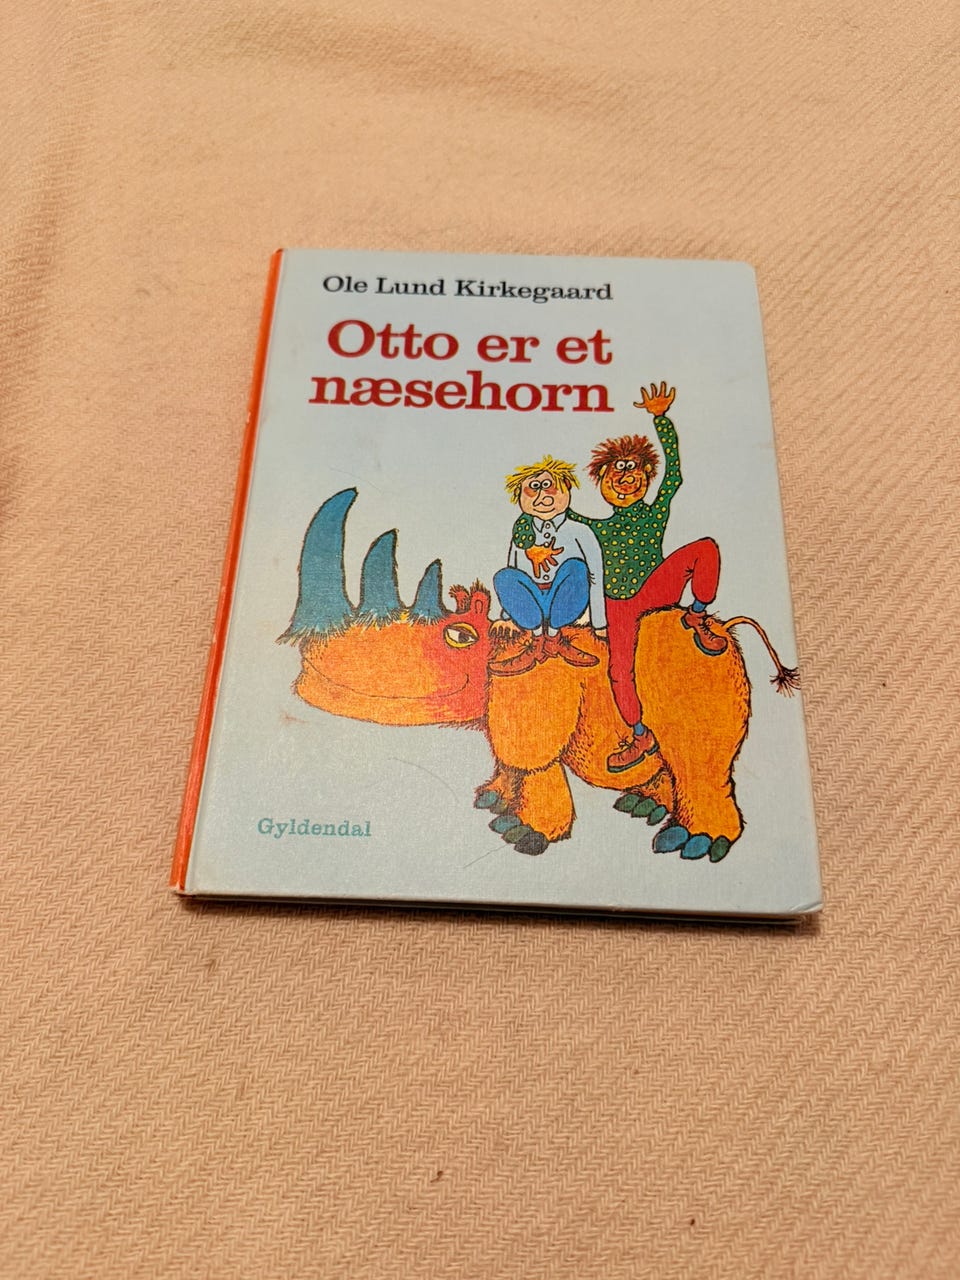 Ole Lund Kirkegaard
Otto er et
næsehorn
Gyldendal